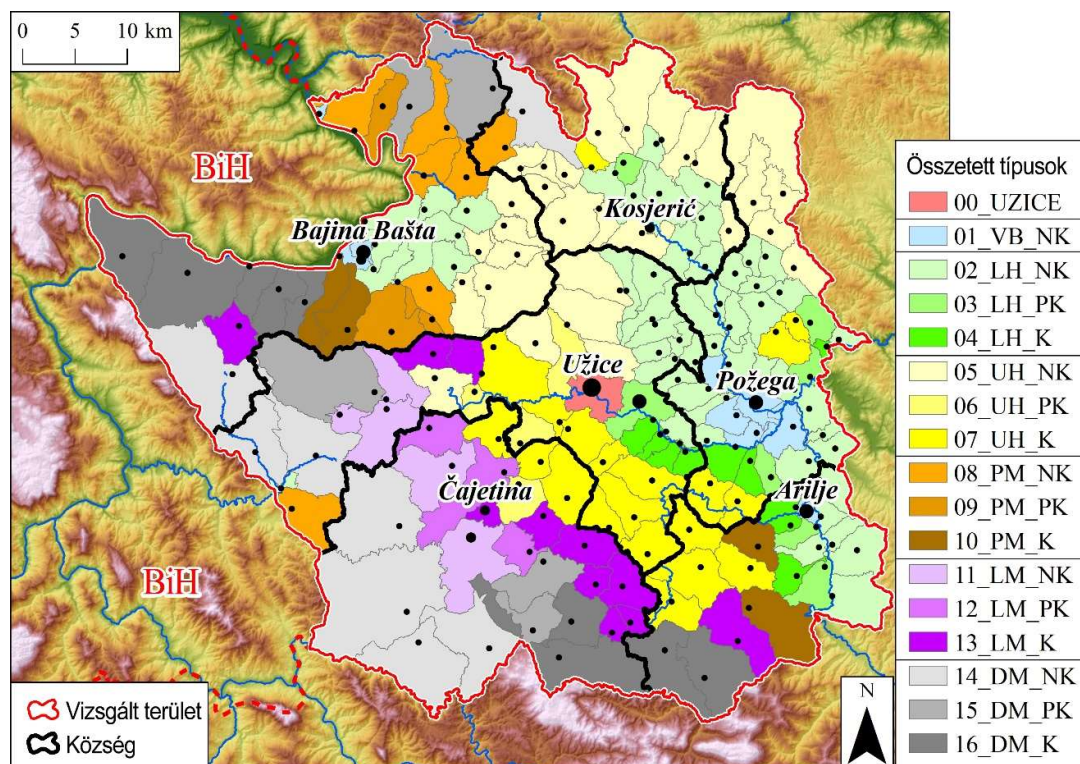 0 5 10 km
BiH
Bajina Bašta
Kosjerić
Užice
Požega
Čajetina
Arilje
BiH
Vizsgált terület
Község
N
Összetett típusok
00_UZICE
01_VB_NK
02_LH_NK
03_LH_PK
04_LH_K
05_UH_NK
06_UH_PK
07_UH_K
08_PM_NK
09_PM_PK
10_PM_K
11_LM_NK
12_LM_PK
13_LM_K
14_DM_NK
15_DM_PK
16_DM_K